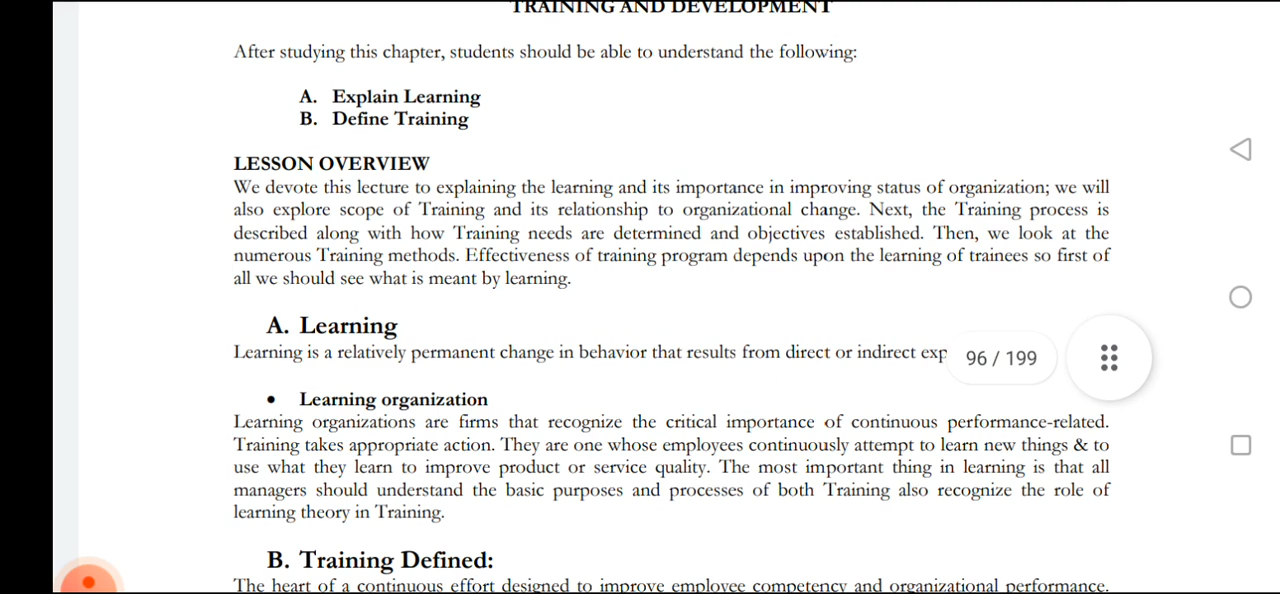 TRAINING AND DEVELOPMENT
After studying this chapter, students should be able to understand the following:
A. Explain Learning
B. Define Training
LESSON OVERVIEW
We devote this lecture to explaining the learning and its importance in improving status of organization; we will
also explore scope of Training and its relationship to organizational change. Next, the Training process is
described along with how Training needs are determined and objectives established. Then, we look at the
numerous Training methods. Effectiveness of training program depends upon the learning of trainees so first of
all we should see what is meant by learning.
A. Learning
Learning is a relatively permanent change in behavior that results from direct or indirect exp
96 / 199
• Learning organization
Learning organizations are firms that recognize the critical importance of continuous performance-related.
Training takes appropriate action. They are one whose employees continuously attempt to learn new things & to
use what they learn to improve product or service quality. The most important thing in learning is that all
managers should understand the basic purposes and processes of both Training also recognize the role of
learning theory in Training.
B. Training Defined:
The heart of a continuous effort designed to improve employee competency and organizational performance.